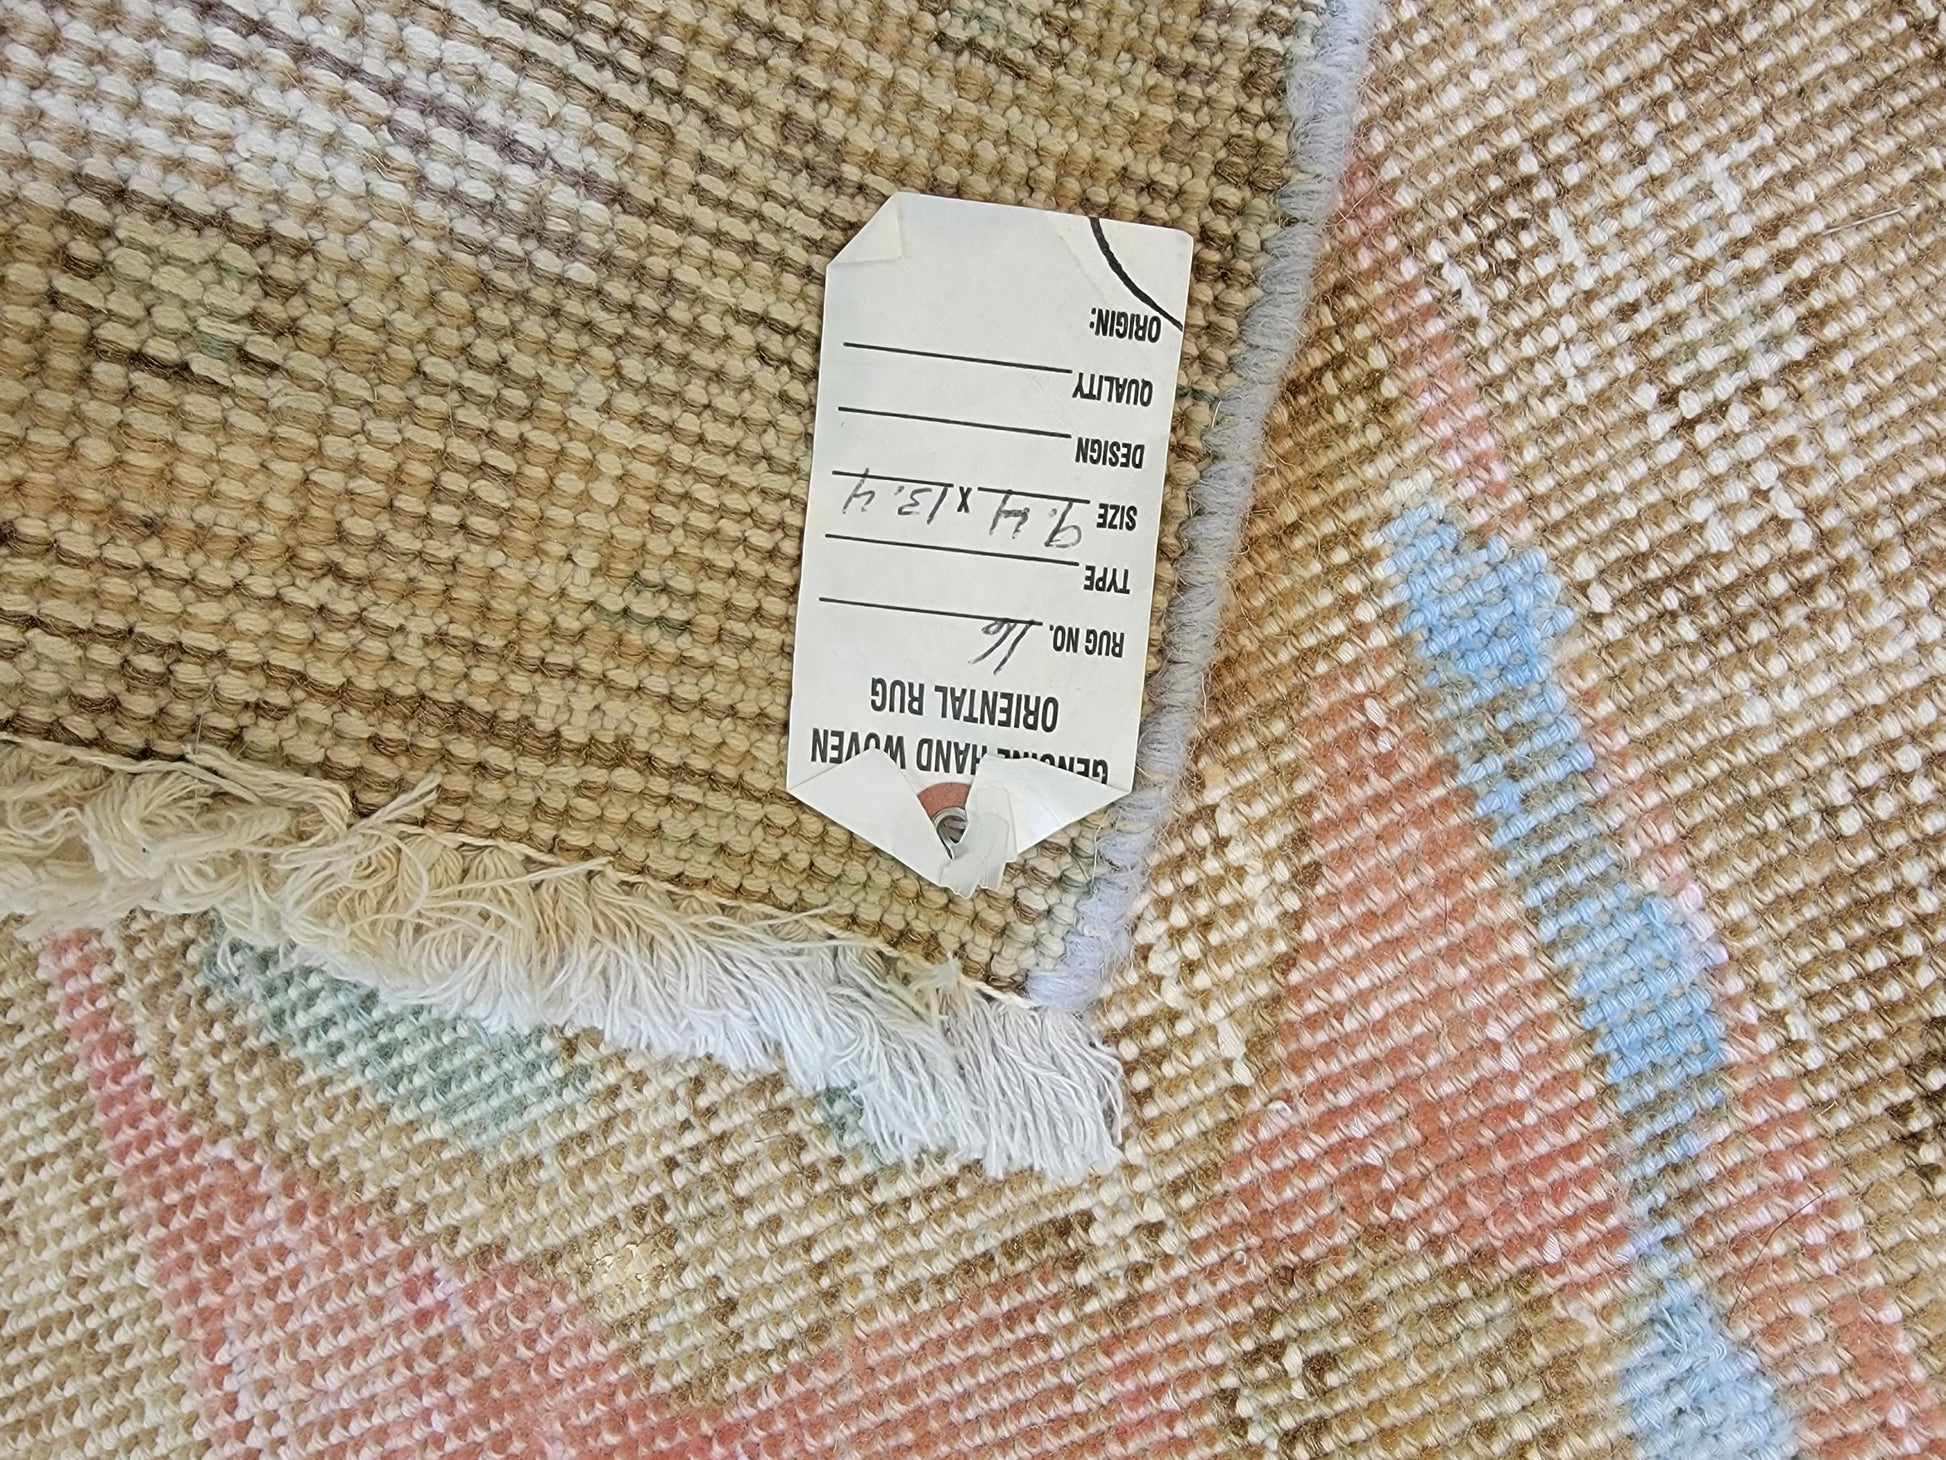 GENUINE HAND WOVEN
ORIENTAL RUG
RUG NO. 16
TYPE
SIZE 9.4 x 13.4
DESIGN
QUALITY
ORIGIN: